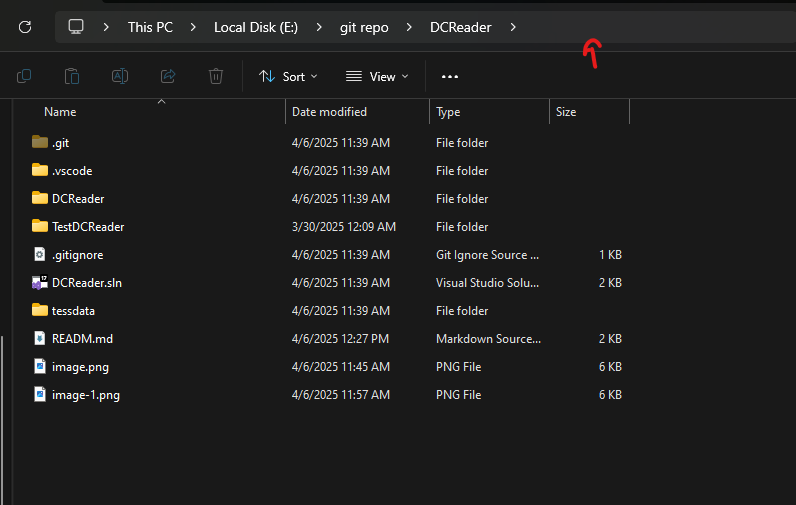 This PC > Local Disk (E:) > git repo > DCReader >
Sort View ...
Name Date modified Type Size
.git 4/6/2025 11:39 AM File folder
.vscode 4/6/2025 11:39 AM File folder
DCReader 4/6/2025 11:39 AM File folder
TestDCReader 3/30/2025 12:09 AM File folder
.gitignore 4/6/2025 11:39 AM Git Ignore Source ... 1 KB
DCReader.sln 4/6/2025 11:39 AM Visual Studio Solu... 2 KB
tessdata 4/6/2025 11:39 AM File folder
READM.md 4/6/2025 12:27 PM Markdown Source... 2 KB
image.png 4/6/2025 11:45 AM PNG File 6 KB
image-1.png 4/6/2025 11:57 AM PNG File 6 KB